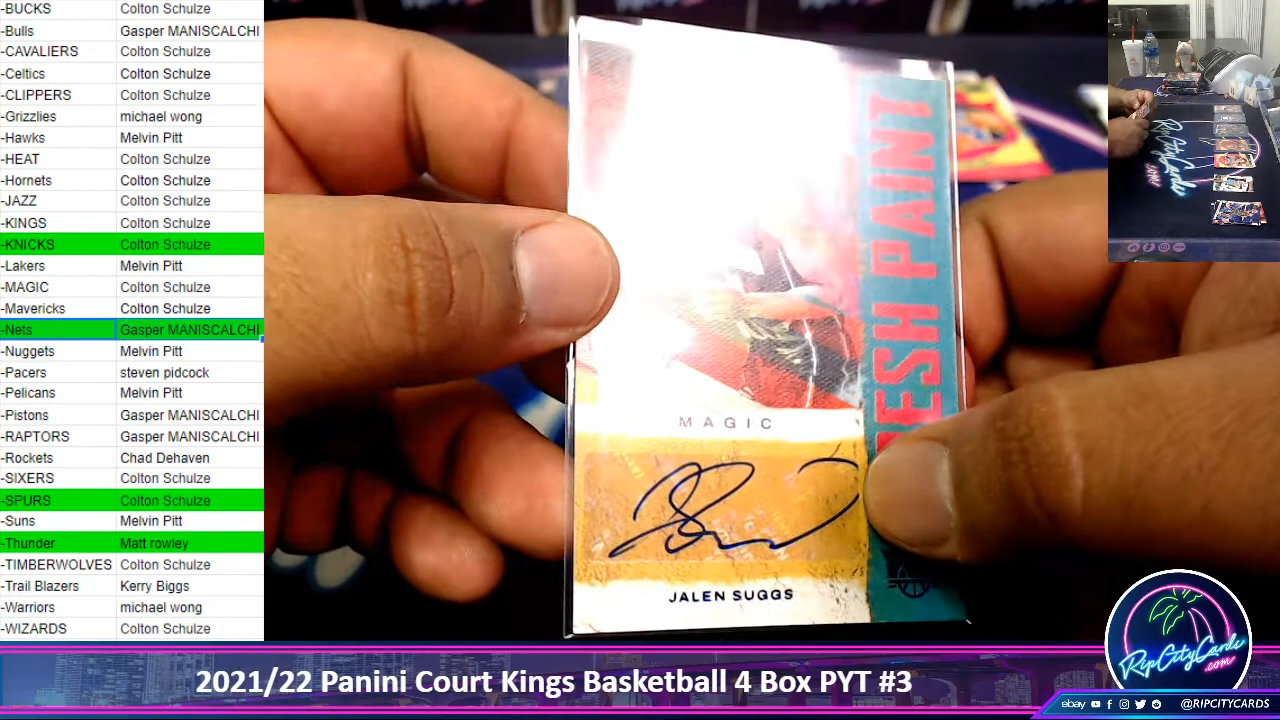 -BUCKS Colton Schulze
-Bulls Gasper MANISCALCHI
-CAVALIERS Colton Schulze
-Celtics Colton Schulze
-CLIPPERS Colton Schulze
-Grizzlies michael wong
-Hawks Melvin Pitt
-HEAT Colton Schulze
-Hornets Colton Schulze
-JAZZ Colton Schulze
-KINGS Colton Schulze
-KNICKS Colton Schulze
-Lakers Melvin Pitt
-MAGIC Colton Schulze
-Mavericks Colton Schulze
-Nets Gasper MANISCALCHI
-Nuggets Melvin Pitt
-Pacers steven pidcock
-Pelicans Melvin Pitt
-Pistons Gasper MANISCALCHI
-RAPTORS Gasper MANISCALCHI
-Rockets Chad Dehaven
-SIXERS Colton Schulze
-SPURS Colton Schulze
-Suns Melvin Pitt
-Thunder Matt rowley
-TIMBERWOLVES Colton Schulze
-Trail Blazers Kerry Biggs
-Warriors michael wong
-WIZARDS Colton Schulze
ESH PAINT
MAGIC
JALEN SUGGS
RipCityCards
RipCityCards
.com
2021/22 Panini Court Kings Basketball 4 Box PYT #3
ebay @RIPCITYCARDS